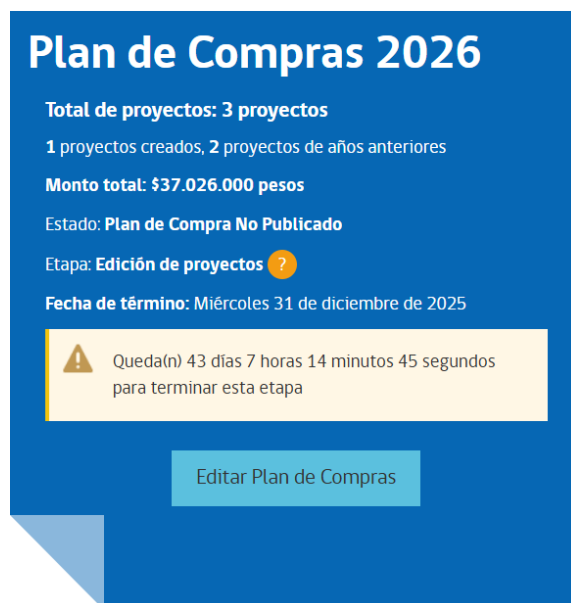 Plan de Compras 2026
Total de proyectos: 3 proyectos
1 proyectos creados, 2 proyectos de años anteriores
Monto total: $37.026.000 pesos
Estado: Plan de Compra No Publicado
Etapa: Edición de proyectos ?
Fecha de término: Miércoles 31 de diciembre de 2025
Queda(n) 43 días 7 horas 14 minutos 45 segundos
para terminar esta etapa
Editar Plan de Compras